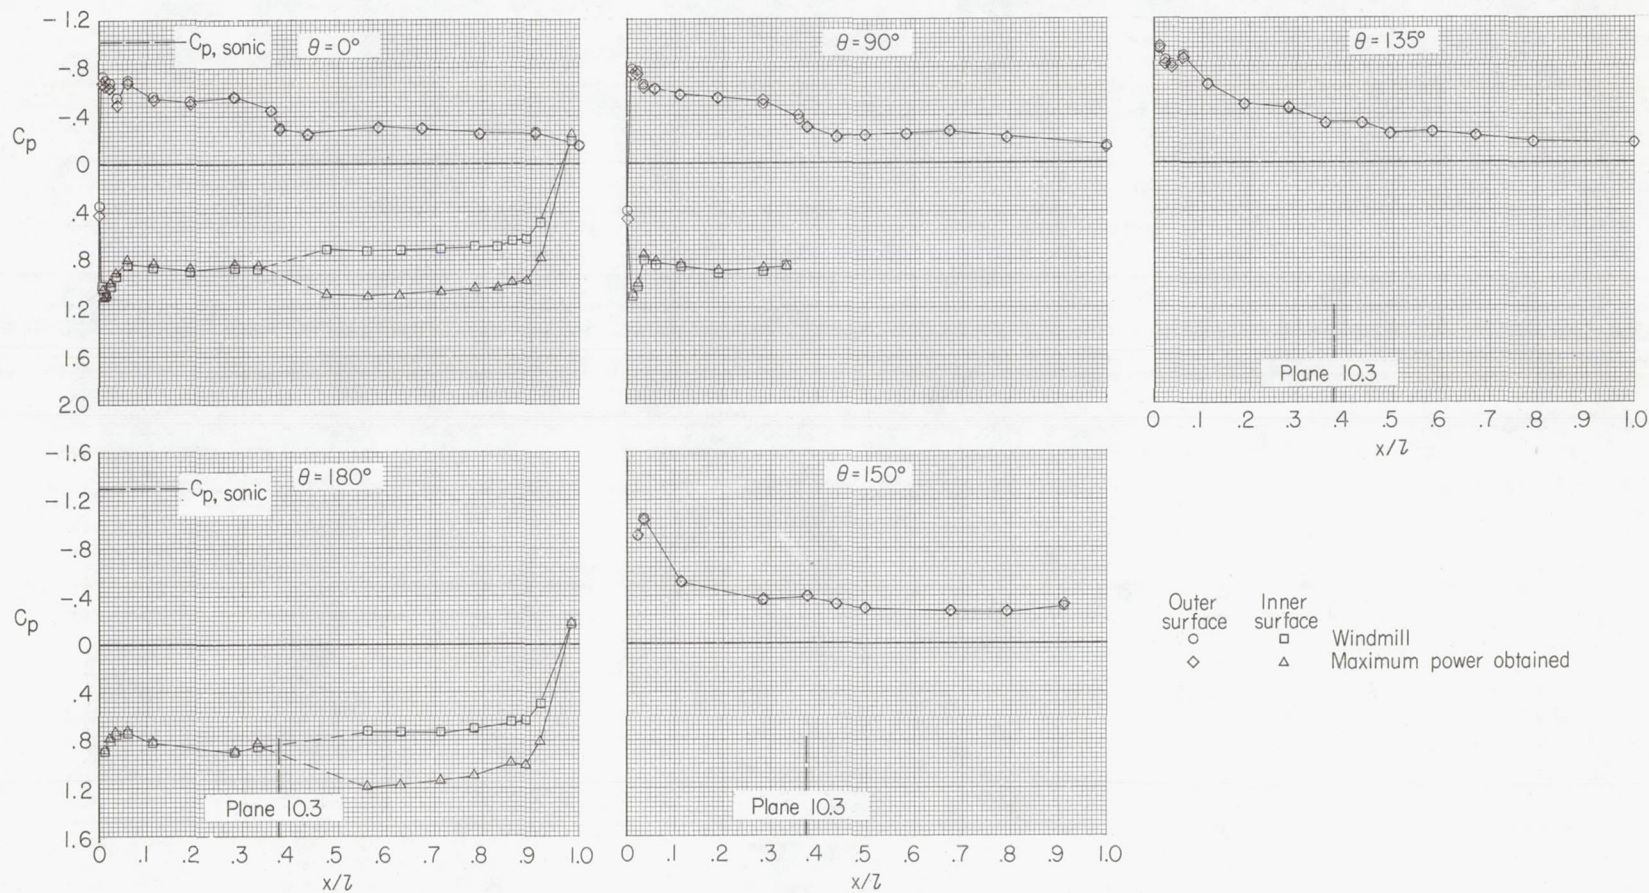 Cp, sonic
θ = 0°
θ = 90°
θ = 135°
Cp
-1.2
-.8
-.4
0
.4
.8
1.2
1.6
2.0
Plane 10.3
0 .1 .2 .3 .4 .5 .6 .7 .8 .9 1.0
x/l
Cp, sonic
θ = 180°
θ = 150°
Cp
-1.6
-1.2
-.8
-.4
0
.4
.8
1.2
1.6
Plane 10.3
Plane 10.3
0 .1 .2 .3 .4 .5 .6 .7 .8 .9 1.0
0 .1 .2 .3 .4 .5 .6 .7 .8 .9 1.0
x/l
x/l
Outer surface
Inner surface
Windmill
Maximum power obtained